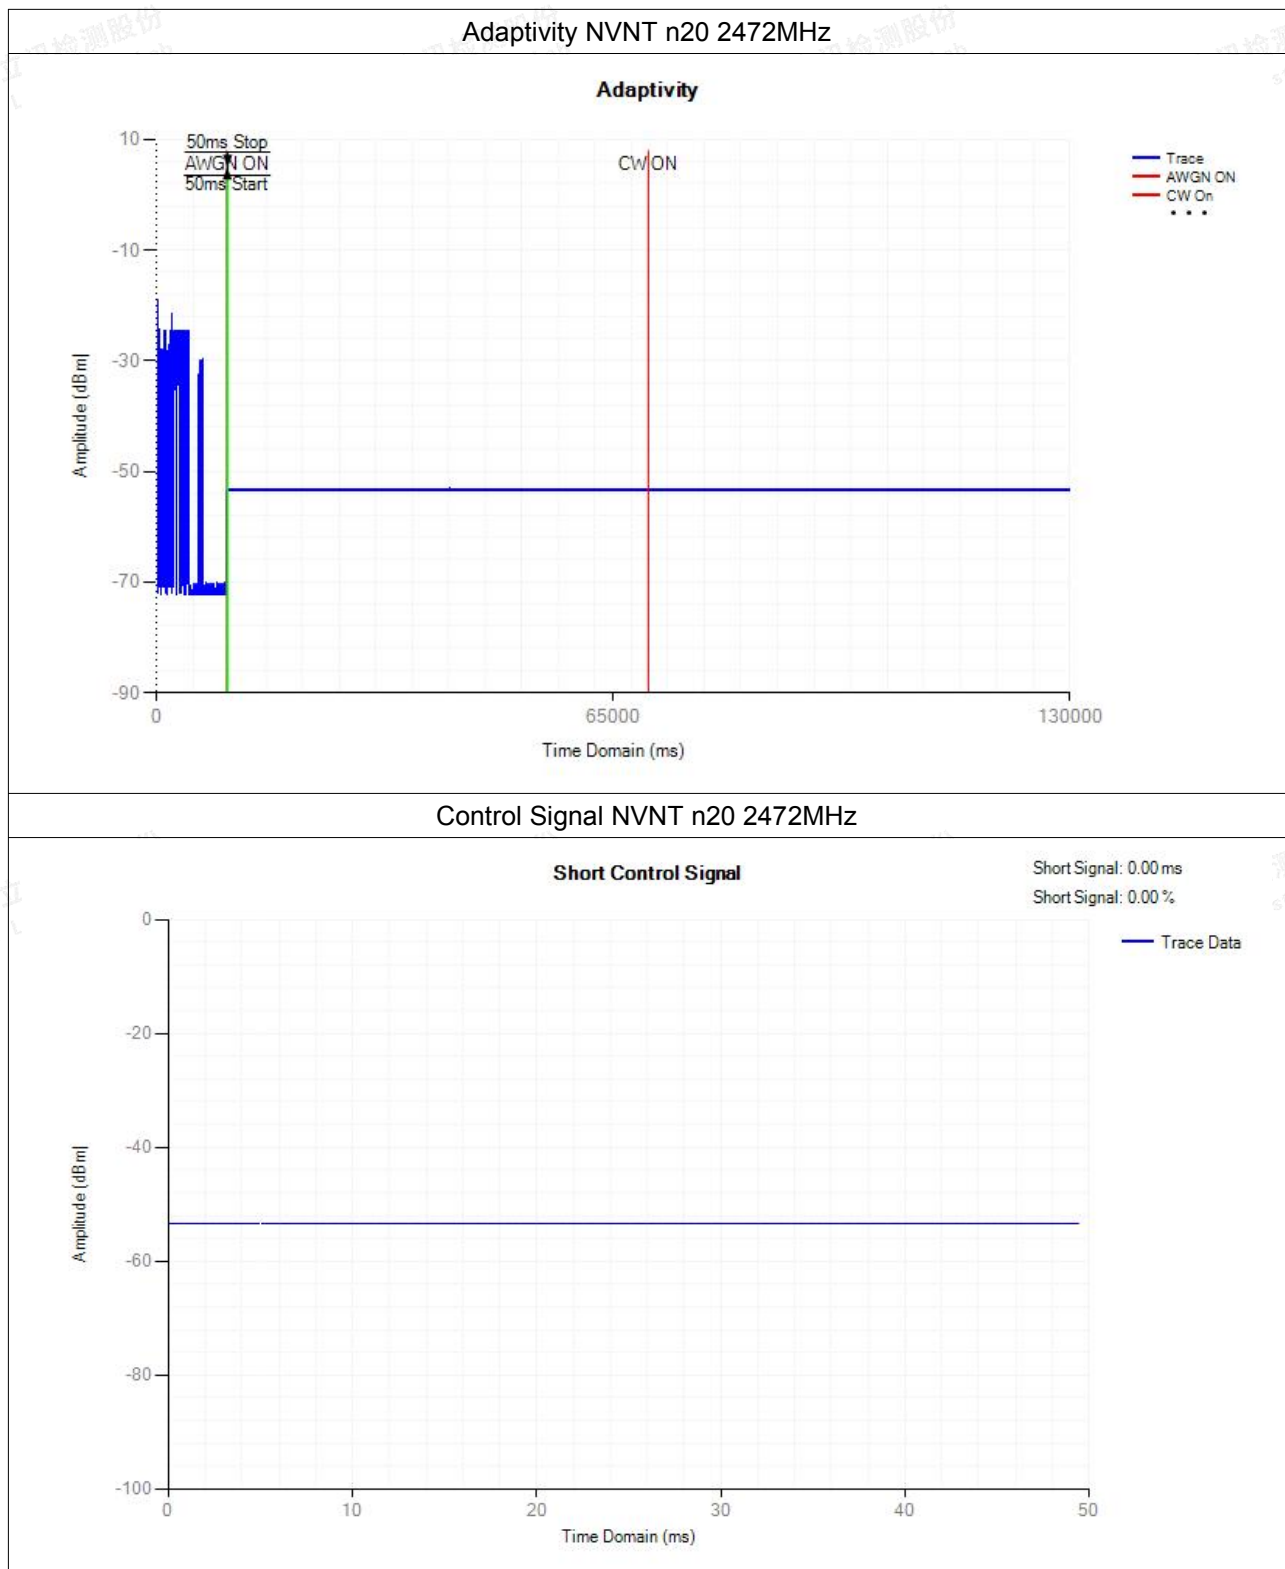 Adaptivity NVNT n20 2472MHz
Adaptivity
10
-10
-30
-50
-70
-90
Amplitude (dBm)
50ms Stop
AWGN ON
50ms Start
CW ON
Trace
AWGN ON
CW On
...
0
65000
130000
Time Domain (ms)
Control Signal NVNT n20 2472MHz
Short Control Signal
Short Signal: 0.00 ms
Short Signal: 0.00 %
Trace Data
0
-20
-40
-60
-80
-100
Amplitude (dBm)
0
10
20
30
40
50
Time Domain (ms)